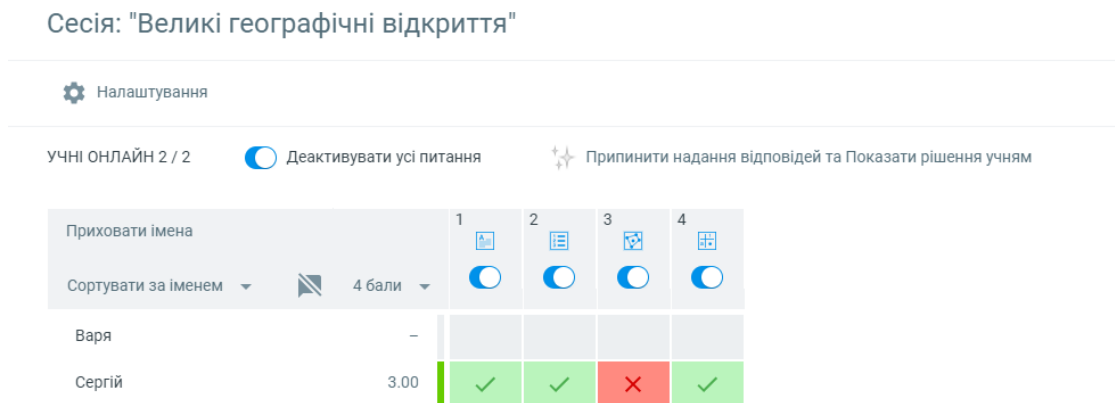 Сесія: "Великі географічні відкриття"
Налаштування
УЧНІ ОНЛАЙН 2 / 2 Деактивувати усі питання Припинити надання відповідей та Показати рішення учням
Приховати імена 1 2 3 4
Сортувати за іменем 4 бали
Варя –
Сергій 3.00